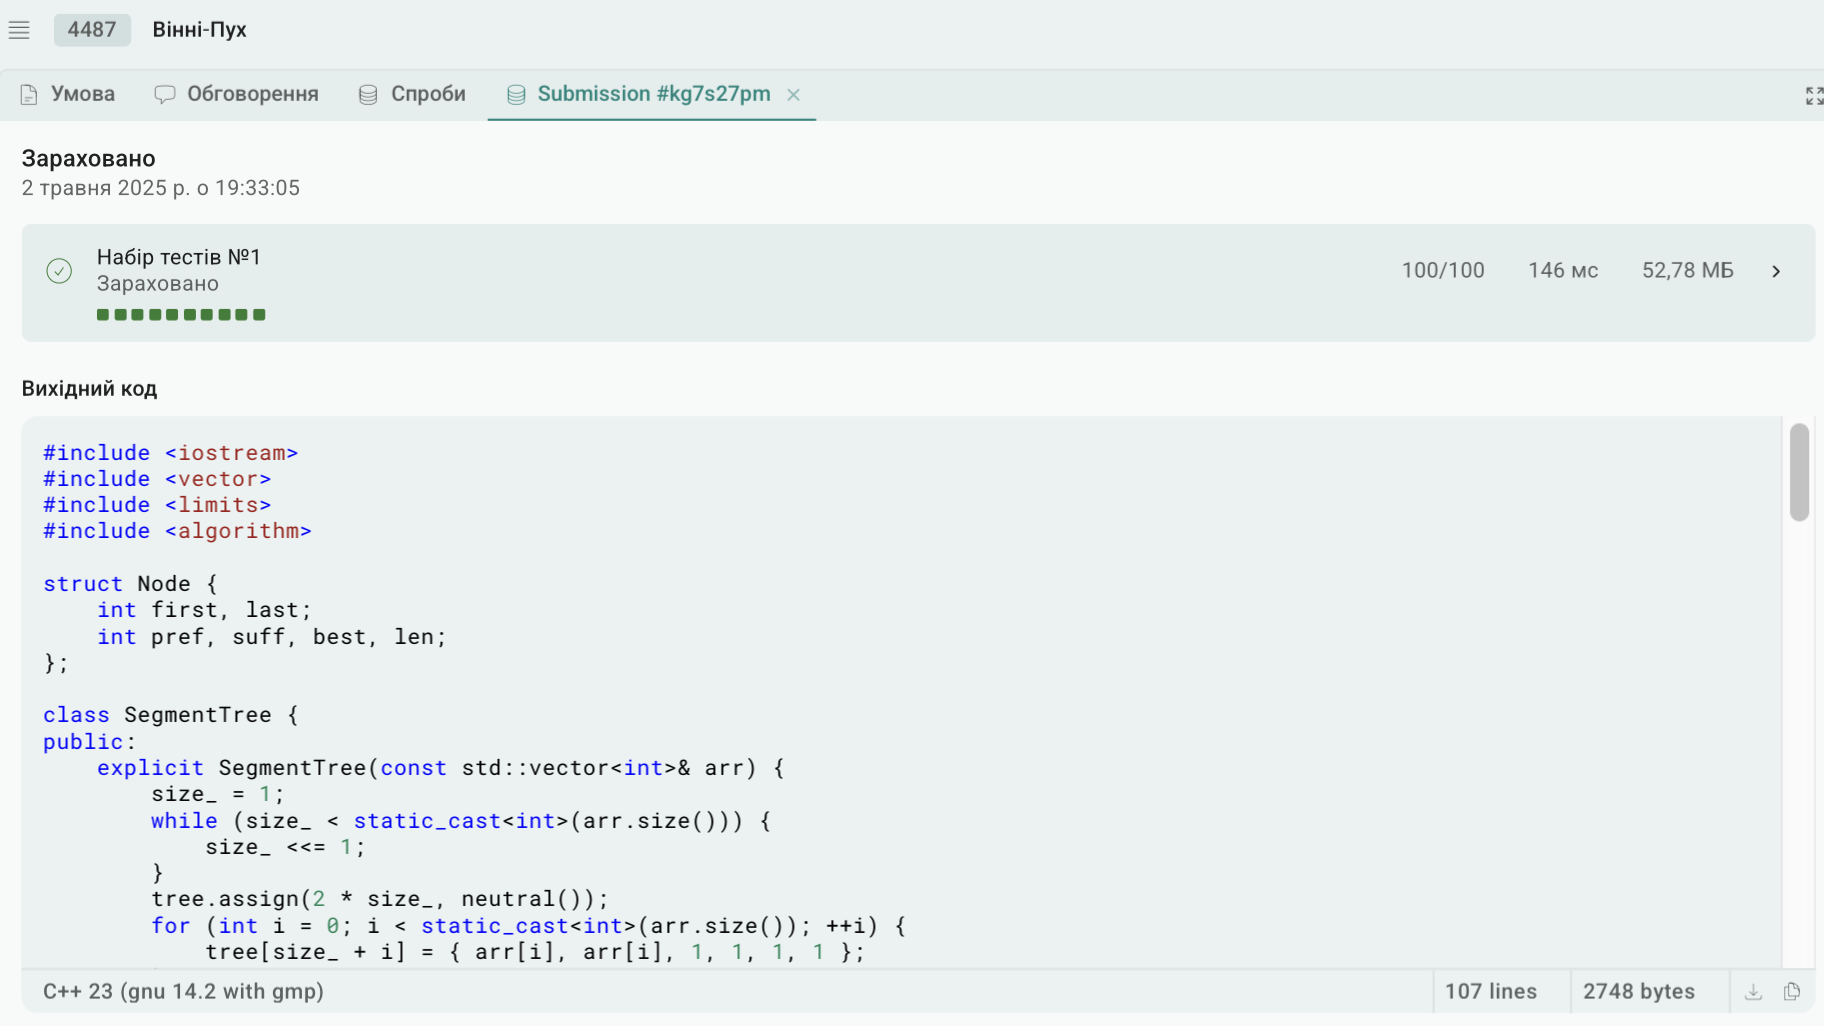 4487 Вінні-Пух
Умова Обговорення Спроби Submission #kg7s27pm
Зараховано
2 травня 2025 р. о 19:33:05
Набір тестів №1
Зараховано
100/100 146 мс 52,78 МБ
Вихідний код
#include <iostream>
#include <vector>
#include <limits>
#include <algorithm>
struct Node {
    int first, last;
    int pref, suff, best, len;
};
class SegmentTree {
public:
    explicit SegmentTree(const std::vector<int>& arr) {
        size_ = 1;
        while (size_ < static_cast<int>(arr.size())) {
            size_ <<= 1;
        }
        tree.assign(2 * size_, neutral());
        for (int i = 0; i < static_cast<int>(arr.size()); ++i) {
            tree[size_ + i] = { arr[i], arr[i], 1, 1, 1, 1 };
C++ 23 (gnu 14.2 with gmp) 107 lines 2748 bytes